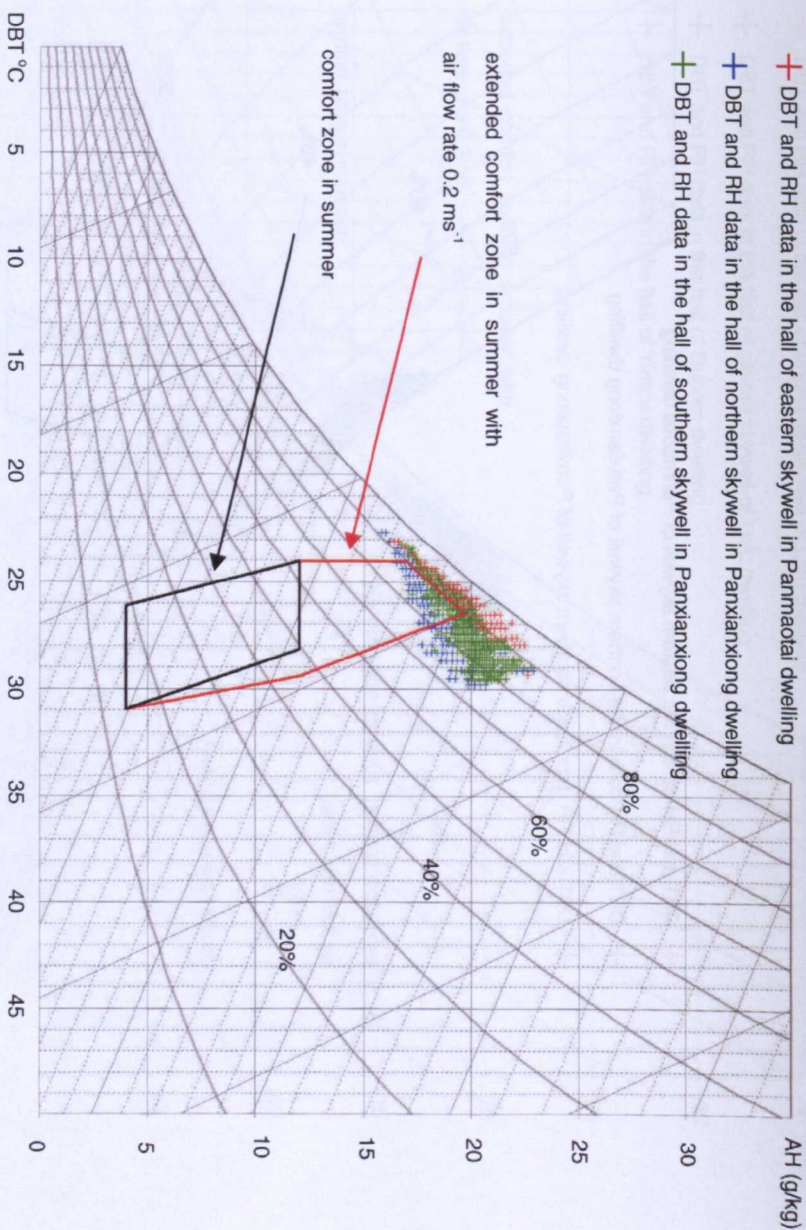 DBT and RH data in the hall of eastern skywell in Panmaotai dwelling
DBT and RH data in the hall of northern skywell in Panxianxiong dwelling
DBT and RH data in the hall of southern skywell in Panxianxiong dwelling
extended comfort zone in summer with
air flow rate 0.2 ms⁻¹
comfort zone in summer
80%
60%
40%
20%
AH (g/kg)
30
25
20
15
10
5
0
DBT °C
5
10
15
20
25
30
35
40
45